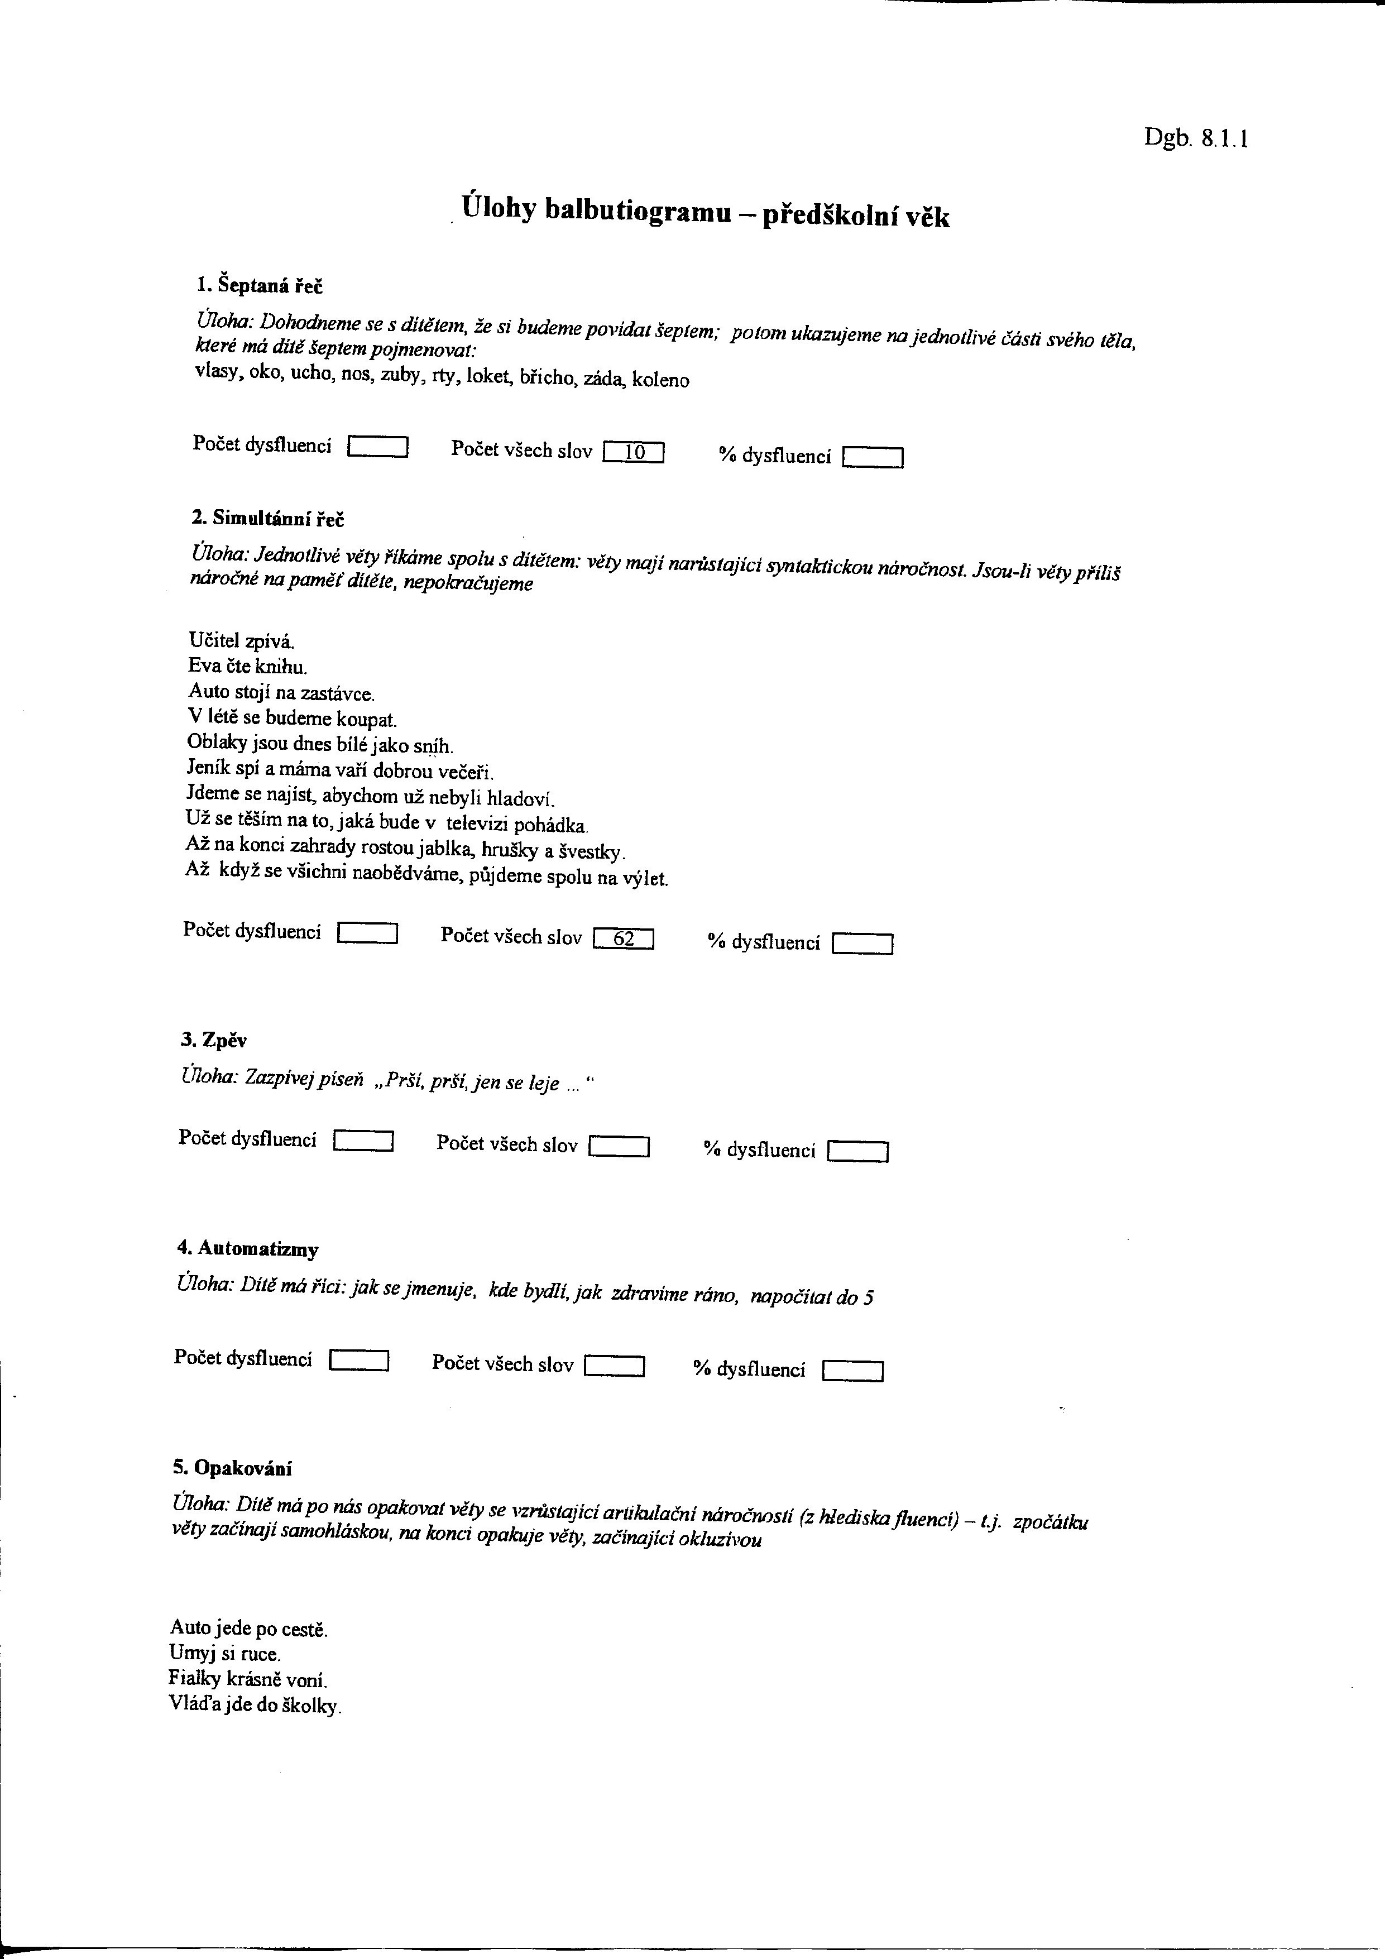 Dgb. 8.1.1
Úlohy balbutiogramu – předškolní věk
1. Šeptaná řeč
Úloha: Dohodneme se s dítětem, že si budeme povídat šeptem; potom ukazujeme na jednotlivé části svého těla,
které má dítě šeptem pojmenovat:
vlasy, oko, ucho, nos, zuby, rty, loket, břicho, záda, koleno
Počet dysfluencí Počet všech slov 10 % dysfluencí
2. Simultánní řeč
Úloha: Jednotlivé věty říkáme spolu s dítětem: věty mají narůstající syntaktickou náročnost. Jsou-li věty příliš
náročné na paměť dítěte, nepokračujeme
Učitel zpívá.
Eva čte knihu.
Auto stojí na zastávce.
V létě se budeme koupat.
Oblaky jsou dnes bílé jako sníh.
Jeník spí a máma vaří dobrou večeři.
Jdeme se najíst, abychom už nebyli hladoví.
Už se těším na to, jaká bude v televizi pohádka.
Až na konci zahrady rostou jablka, hrušky a švestky.
Až když se všichni naobědváme, půjdeme spolu na výlet.
Počet dysfluencí Počet všech slov 62 % dysfluencí
3. Zpěv
Úloha: Zazpívej píseň „Prší, prší, jen se leje ... “
Počet dysfluencí Počet všech slov % dysfluencí
4. Automatizmy
Úloha: Dítě má říci: jak se jmenuje, kde bydlí, jak zdravíme ráno, napočítat do 5
Počet dysfluencí Počet všech slov % dysfluencí
5. Opakování
Úloha: Dítě má po nás opakovat věty se vzrůstající artikulační náročností (z hlediska fluencí) – t.j. zpočátku
věty začínají samohláskou, na konci opakuje věty, začínající okluzívou
Auto jede po cestě.
Umyj si ruce.
Fialky krásně voní.
Vláďa jde do školky.